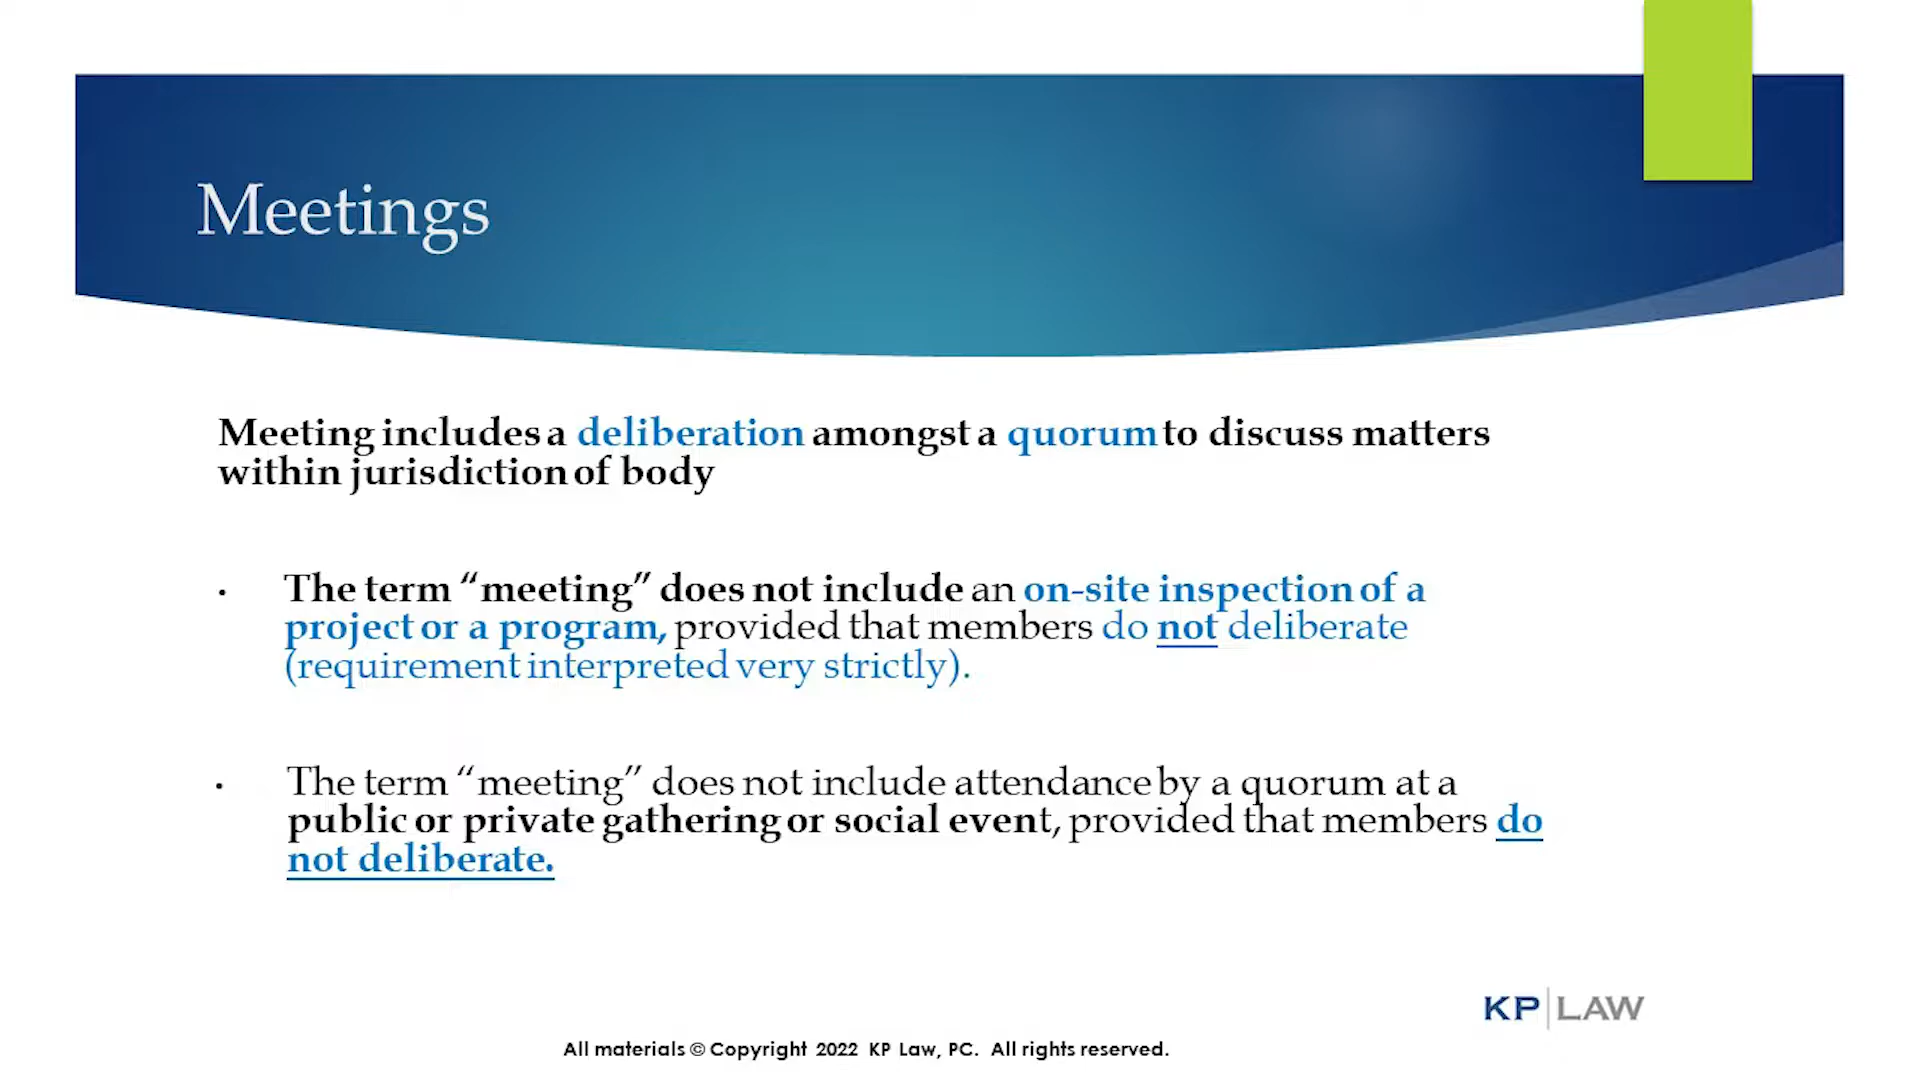 Meetings
Meeting includes a deliberation amongst a quorum to discuss matters
within jurisdiction of body
• The term “meeting” does not include an on-site inspection of a
project or a program, provided that members do not deliberate
(requirement interpreted very strictly).
• The term “meeting” does not include attendance by a quorum at a
public or private gathering or social event, provided that members do
not deliberate.
KP LAW
All materials © Copyright 2022 KP Law, PC. All rights reserved.